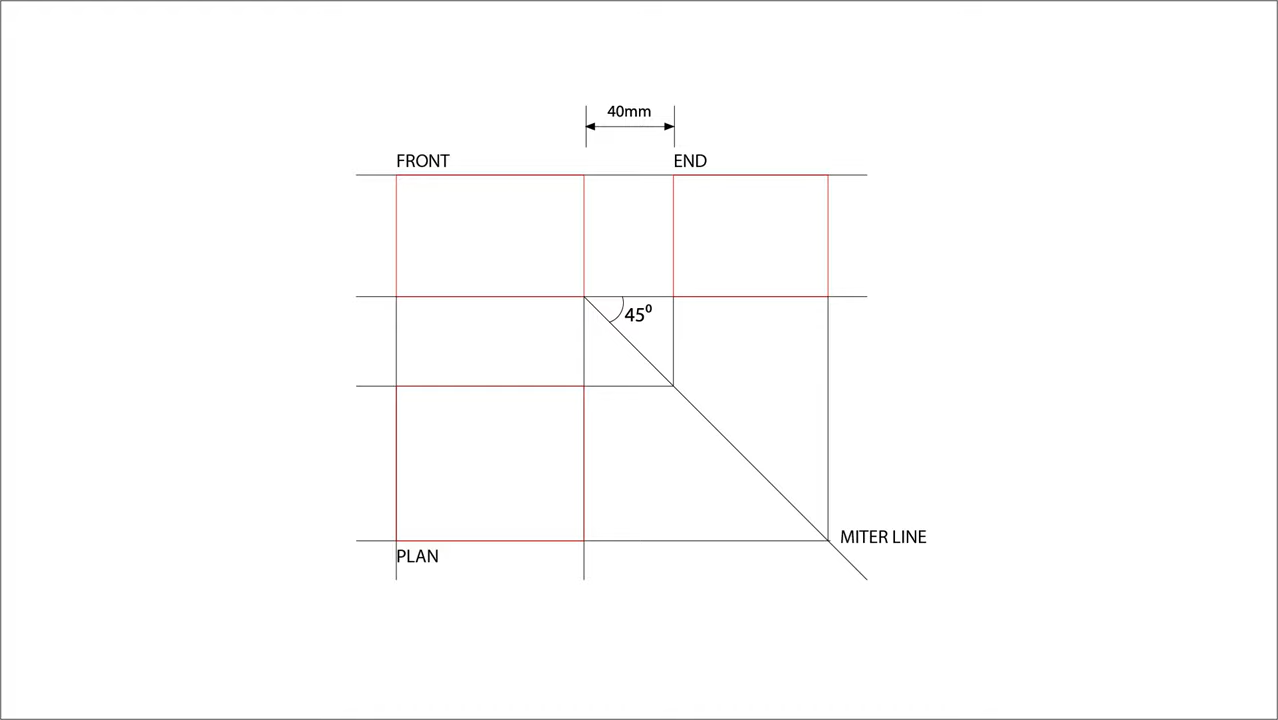 40mm
FRONT
END
45⁰
MITER LINE
PLAN